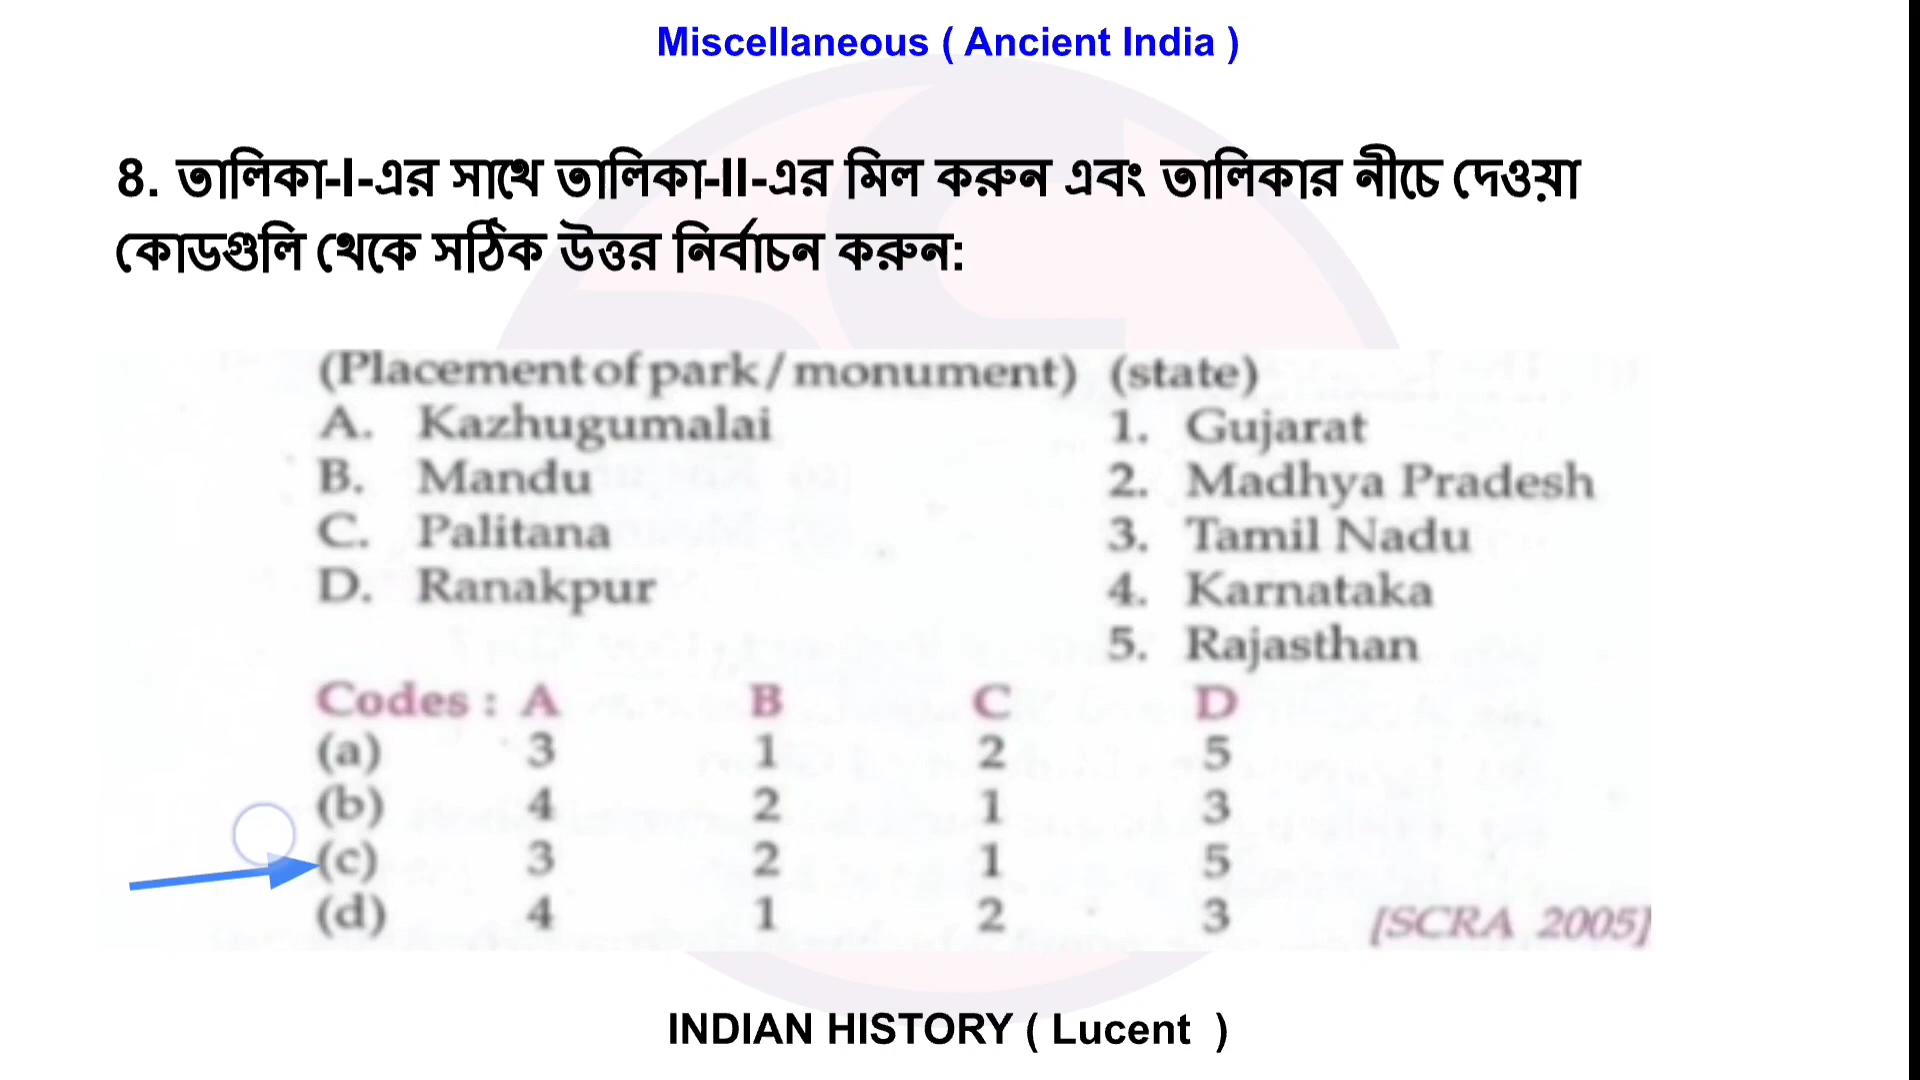 Miscellaneous ( Ancient India )
8. তালিকা-I-এর সাথে তালিকা-II-এর মিল করুন এবং তালিকার নীচে দেওয়া
কোডগুলি থেকে সঠিক উত্তর নির্বাচন করুন:
(Placement of park/monument) (state)
A. Kazhugumalai 1. Gujarat
B. Mandu 2. Madhya Pradesh
C. Palitana 3. Tamil Nadu
D. Ranakpur 4. Karnataka
5. Rajasthan
Codes : A B C D
(a) 3 1 2 5
(b) 4 2 1 3
(c) 3 2 1 5
(d) 4 1 2 3 [SCRA 2005]
INDIAN HISTORY ( Lucent )